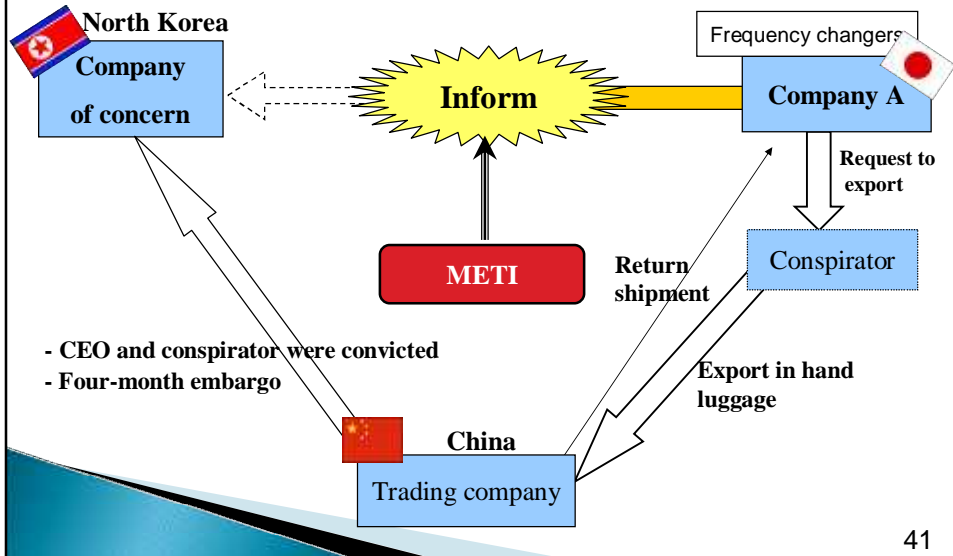 North Korea
Company
of concern
Inform
Frequency changers
Company A
Request to
export
METI
Conspirator
Return
shipment
- CEO and conspirator were convicted
- Four-month embargo
Export in hand
luggage
China
Trading company
41